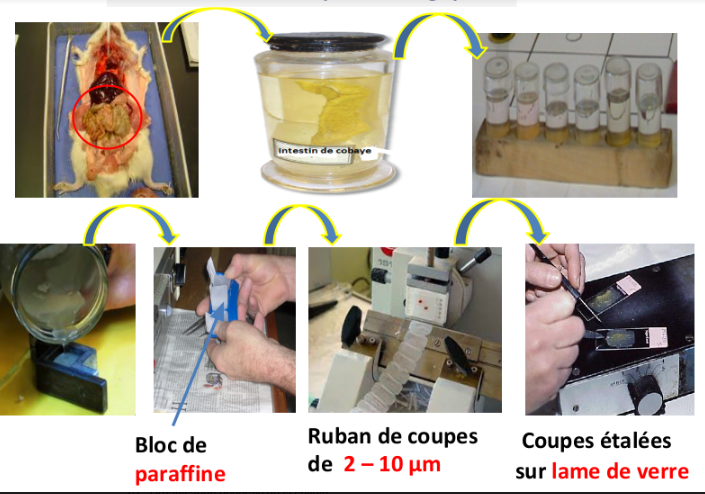 intestin de cobaye
Bloc de
paraffine
Ruban de coupes
de 2 – 10 µm
Coupes étalées
sur lame de verre